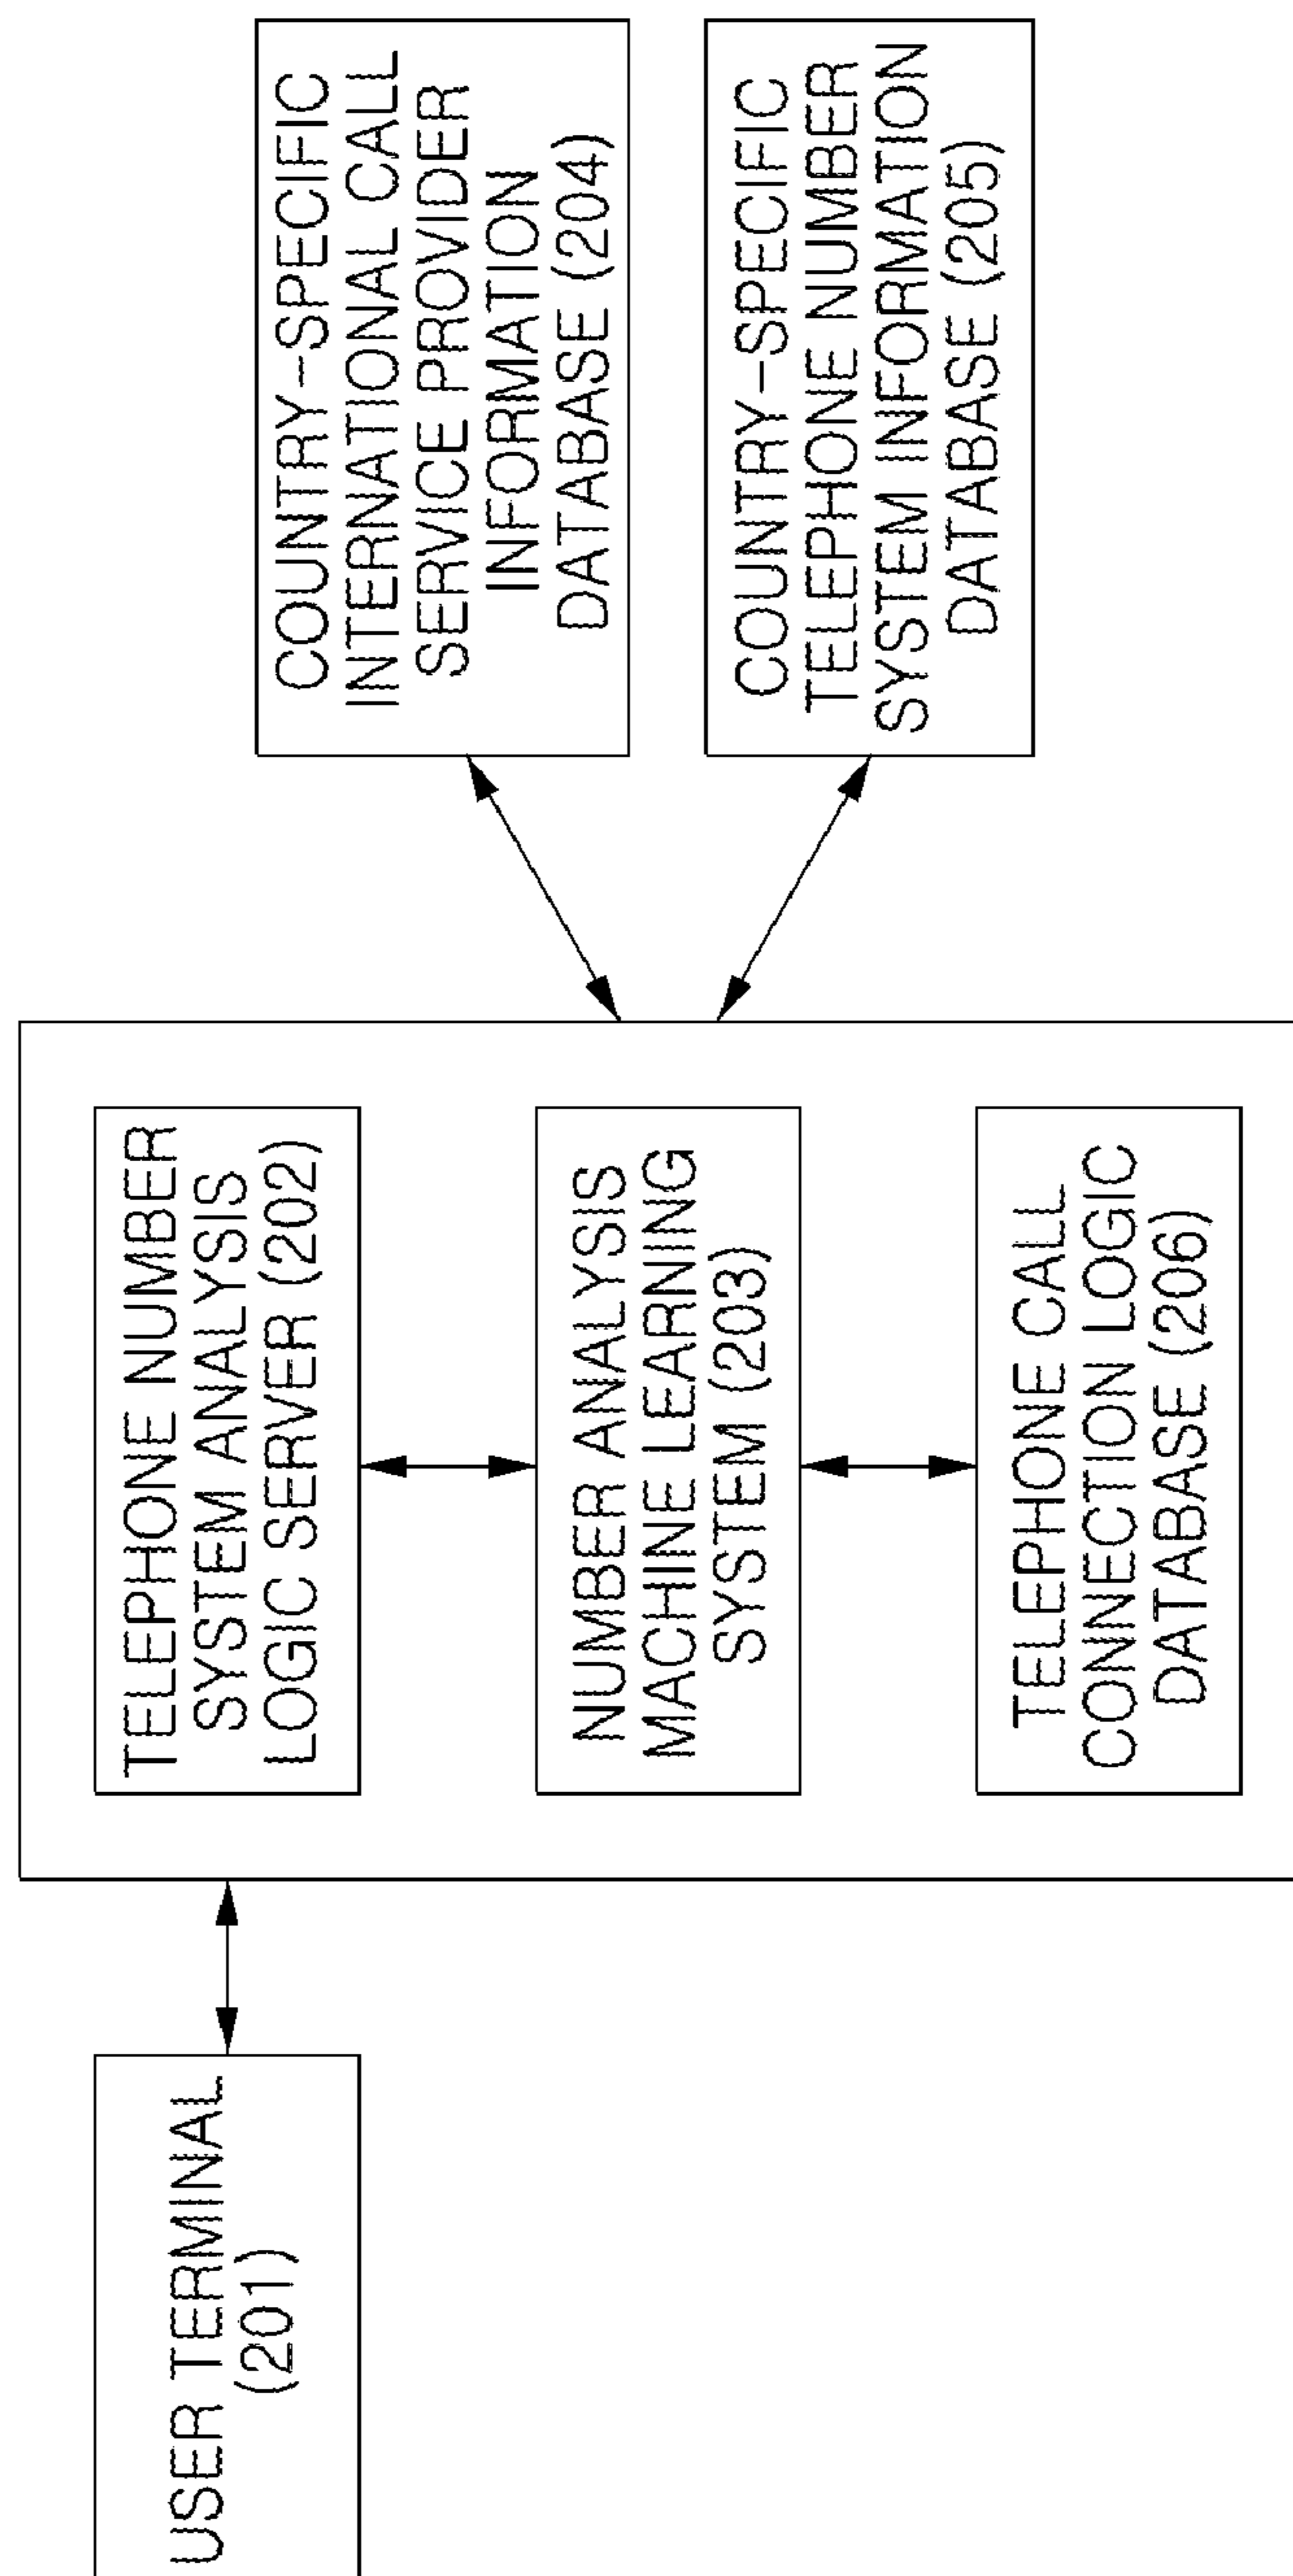 USER TERMINAL
(201)
TELEPHONE NUMBER
SYSTEM ANALYSIS
LOGIC SERVER (202)
NUMBER ANALYSIS
MACHINE LEARNING
SYSTEM (203)
TELEPHONE CALL
CONNECTION LOGIC
DATABASE (206)
COUNTRY-SPECIFIC
INTERNATIONAL CALL
SERVICE PROVIDER
INFORMATION
DATABASE (204)
COUNTRY-SPECIFIC
TELEPHONE NUMBER
SYSTEM INFORMATION
DATABASE (205)